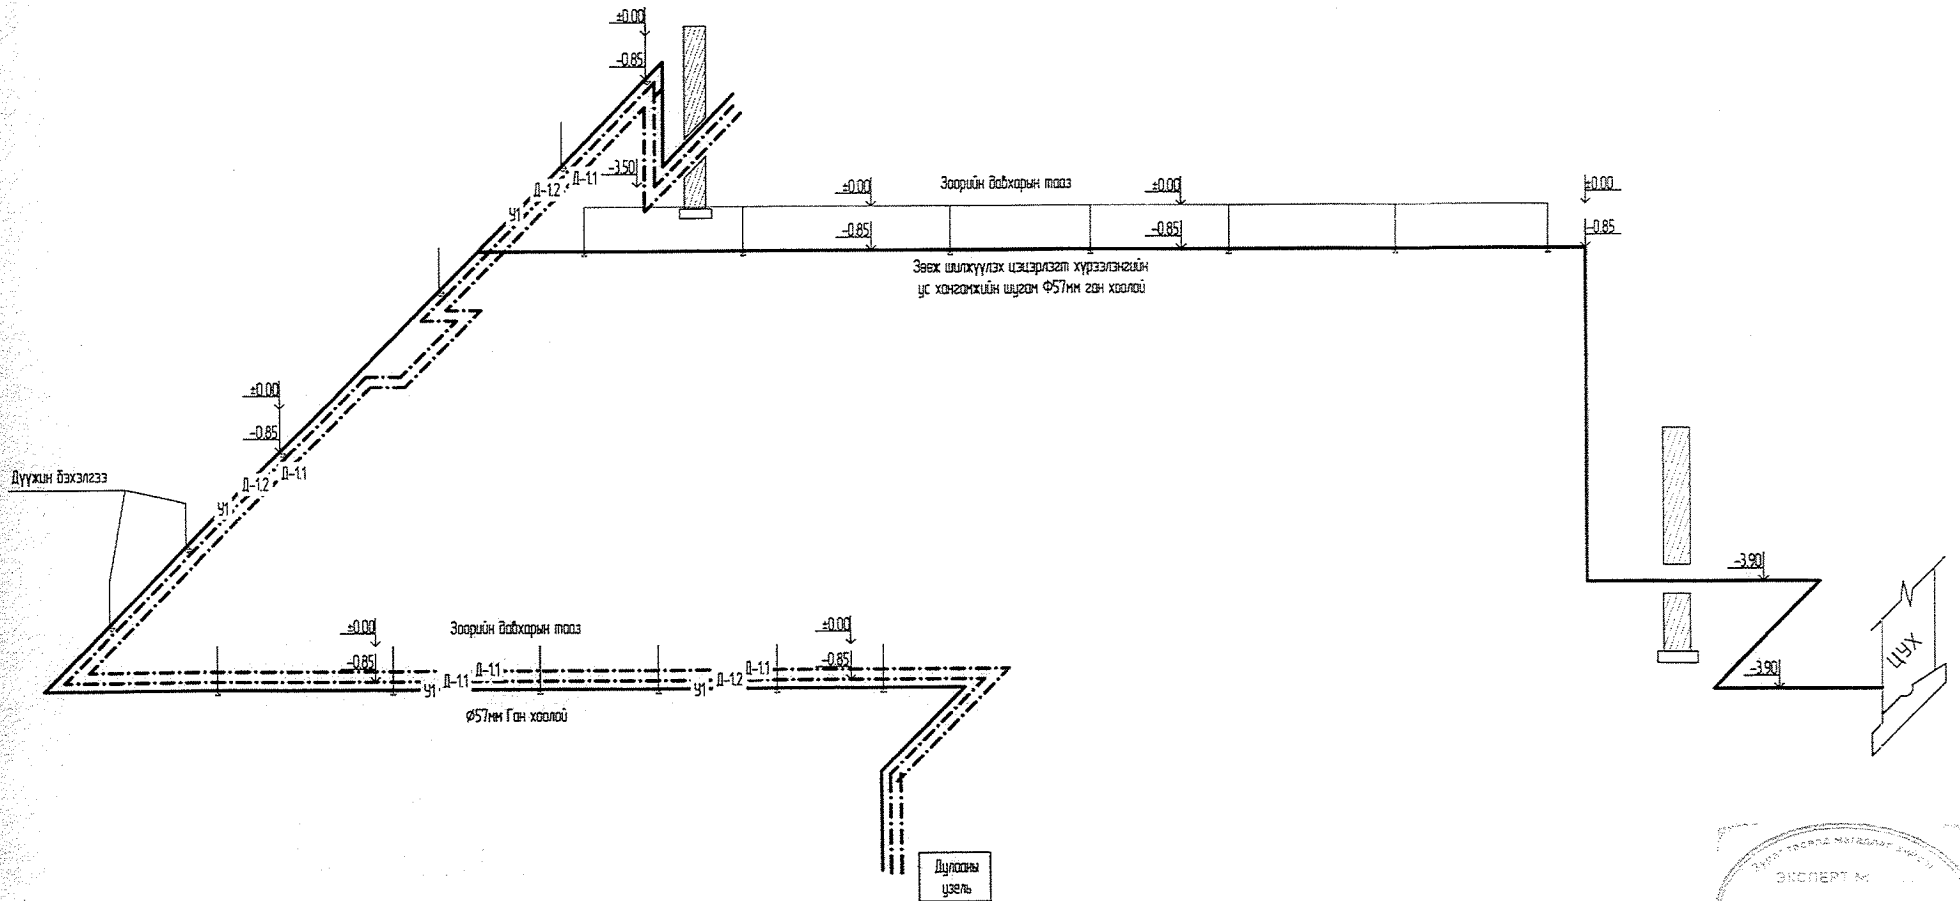 ±0.00
-0.85
-3.50
Д-1.1
Д-1.2
У1
±0.00
Зоорийн давхарын тааз
±0.00
±0.00
-0.85
-0.85
-0.85
Зөөж шилжүүлэх цэцэрлэгт хүрээлэнгийн
ус хангамжийн шугам Ф57мм ган хоолой
±0.00
-0.85
Дүүжин бэхэлгээ
Д-1.1
Д-1.2
У1
-3.90
ЦУХ
-3.90
±0.00
Зоорийн давхарын тааз
±0.00
-0.85
-0.85
У1
Д-1.1
Д-1.1
У1
Д-1.2
Д-1.1
Ø57мм Ган хоолой
Дулааны
узель
ЭКСПЕРТ М